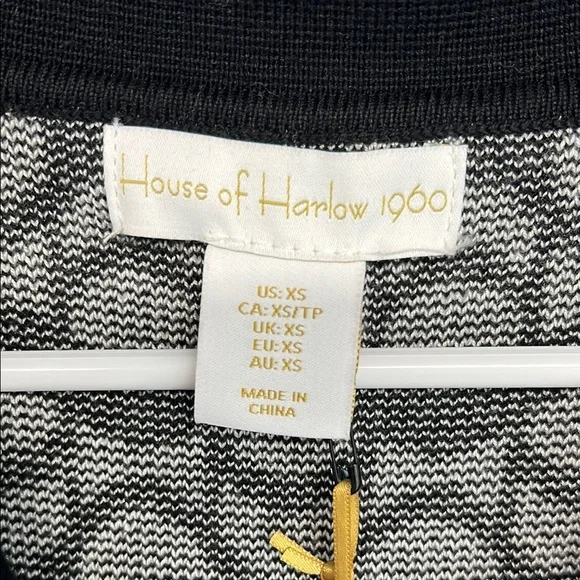 House of Harlow 1960
US: XS
CA: XS/TP
UK: XS
EU: XS
AU: XS
MADE IN
CHINA